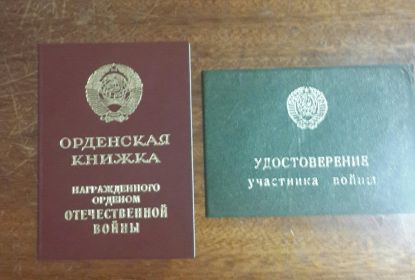 ОРДЕНСКАЯ
КНИЖКА
НАГРАЖДЕННОГО
ОРДЕНОМ
ОТЕЧЕСТВЕННОЙ
ВОЙНЫ
УДОСТОВЕРЕНИЕ
участника войны